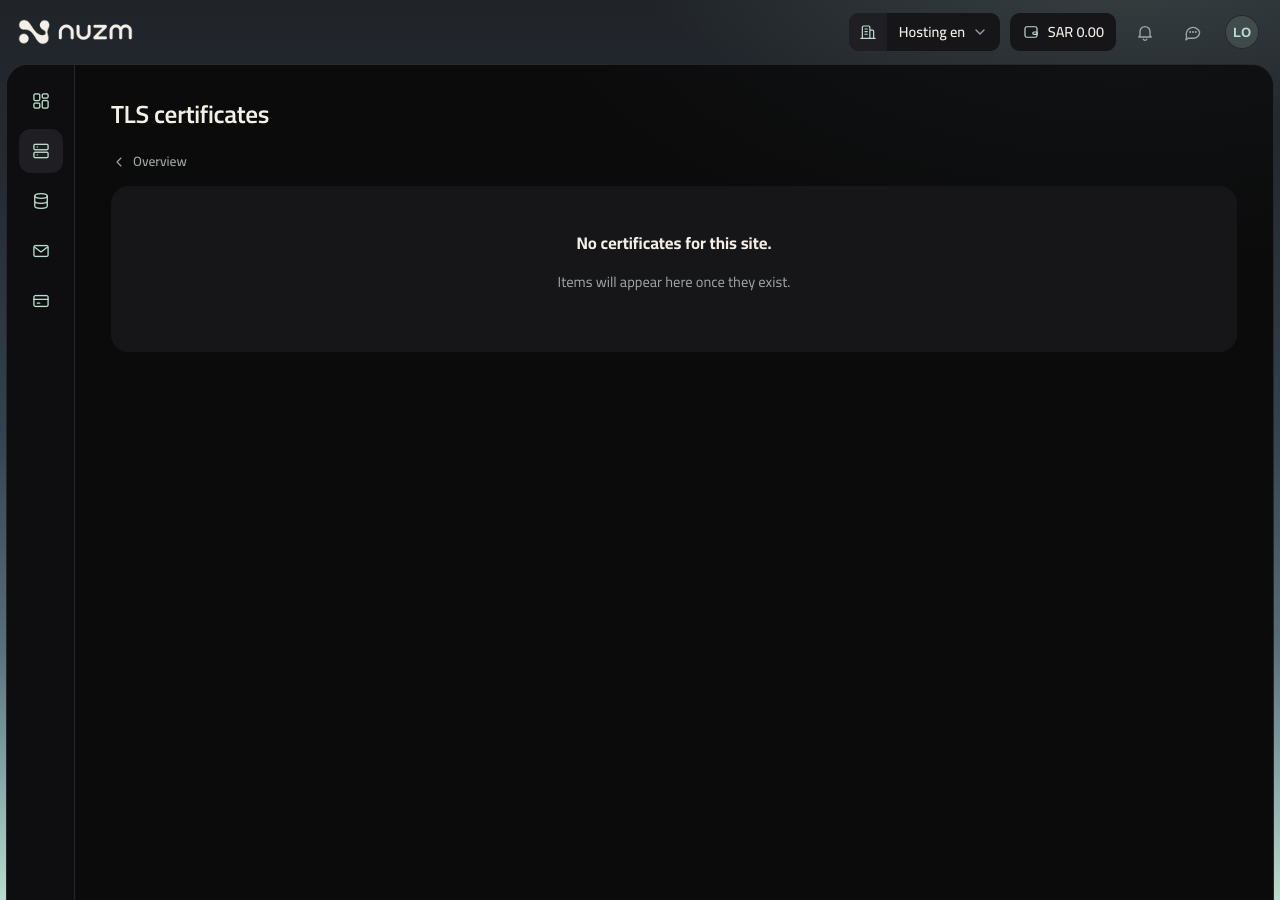 nuzm
Hosting en
SAR 0.00
LO
TLS certificates
Overview
No certificates for this site.
Items will appear here once they exist.